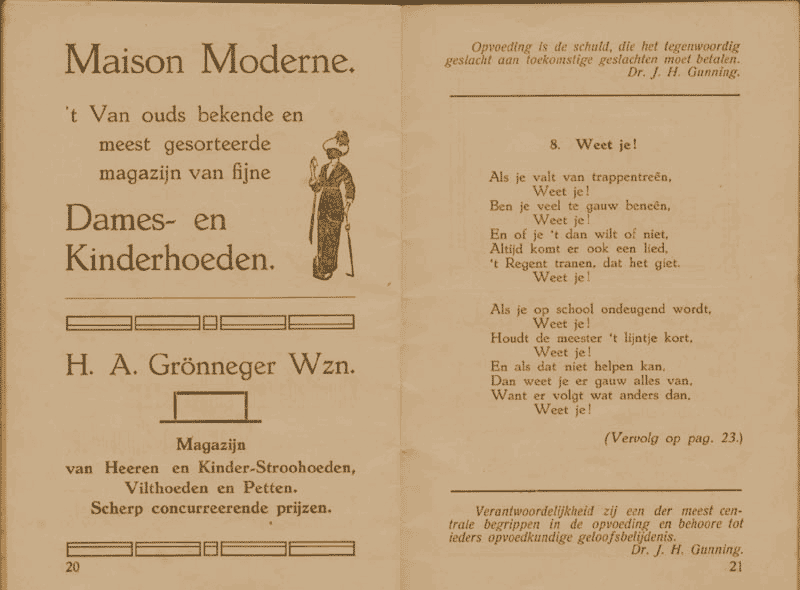 Maison Moderne.
't Van ouds bekende en
meest gesorteerde
magazijn van fijne
Dames- en
Kinderhoeden.
H. A. Grönneger Wzn.
Magazijn
van Heeren en Kinder-Stroohoeden,
Vilthoeden en Petten.
Scherp concurreerende prijzen.
20
Opvoeding is de schuld, die het tegenwoordig
geslacht aan toekomstige geslachten moet betalen.
Dr. J. H. Gunning.
8. Weet je!
Als je valt van trappentreên,
Weet je!
Ben je veel te gauw beneên,
Weet je!
En of je 't dan wilt of niet,
Altijd komt er ook een lied,
't Regent tranen, dat het giet.
Weet je!
Als je op school ondeugend wordt,
Weet je!
Houdt de meester 't lijntje kort,
Weet je!
En als dat niet helpen kan,
Dan weet je er gauw alles van,
Want er volgt wat anders dan,
Weet je!
(Vervolg op pag. 23.)
Verantwoordelijkheid zij een der meest cen-
trale begrippen in de opvoeding en behoore tot
ieders opvoedkundige geloofsbelijdenis.
Dr. J. H. Gunning.
21